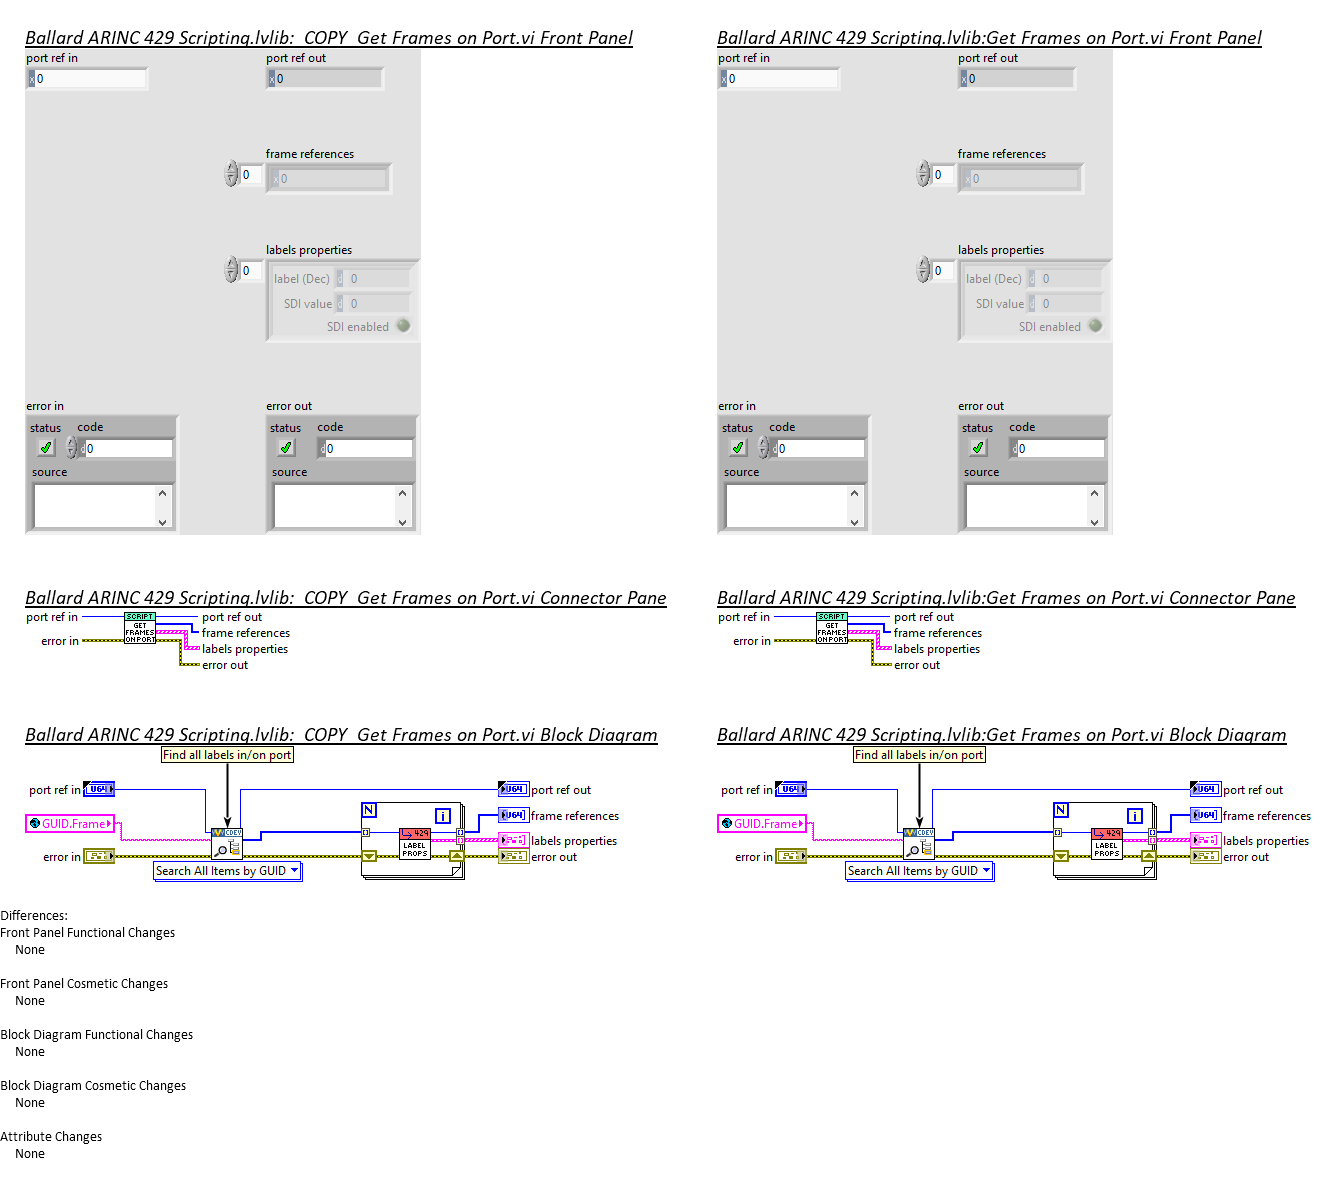 Ballard ARINC 429 Scripting.lvlib:_COPY_Get Frames on Port.vi Front Panel
port ref in
port ref out
x 0
x 0
frame references
0
x 0
labels properties
0
label (Dec) d 0
SDI value d 0
SDI enabled
error in
error out
status code
status code
d 0
d 0
source
source
Ballard ARINC 429 Scripting.lvlib:Get Frames on Port.vi Front Panel
port ref in
port ref out
x 0
x 0
frame references
0
x 0
labels properties
0
label (Dec) d 0
SDI value d 0
SDI enabled
error in
error out
status code
status code
d 0
d 0
source
source
Ballard ARINC 429 Scripting.lvlib:_COPY_Get Frames on Port.vi Connector Pane
port ref in
error in
SCRIPT
GET
FRAMES
ON PORT
port ref out
frame references
labels properties
error out
Ballard ARINC 429 Scripting.lvlib:Get Frames on Port.vi Connector Pane
port ref in
error in
SCRIPT
GET
FRAMES
ON PORT
port ref out
frame references
labels properties
error out
Ballard ARINC 429 Scripting.lvlib:_COPY_Get Frames on Port.vi Block Diagram
Find all labels in/on port
port ref in
U64
GUID.Frame
error in
CDEV
Search All Items by GUID
N
i
429
LABEL
PROPS
U64
port ref out
U64
frame references
labels properties
error out
Ballard ARINC 429 Scripting.lvlib:Get Frames on Port.vi Block Diagram
Find all labels in/on port
port ref in
U64
GUID.Frame
error in
CDEV
Search All Items by GUID
N
i
429
LABEL
PROPS
U64
port ref out
U64
frame references
labels properties
error out
Differences:
Front Panel Functional Changes
None
Front Panel Cosmetic Changes
None
Block Diagram Functional Changes
None
Block Diagram Cosmetic Changes
None
Attribute Changes
None